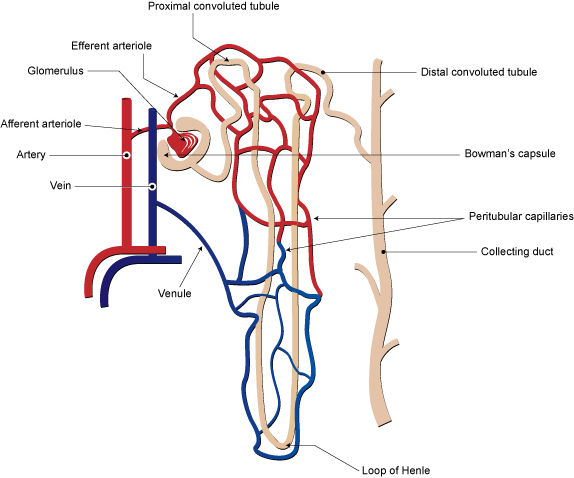 Proximal convoluted tubule
Efferent arteriole
Glomerulus
Distal convoluted tubule
Afferent arteriole
Artery
Bowman's capsule
Vein
Peritubular capillaries
Collecting duct
Venule
Loop of Henle